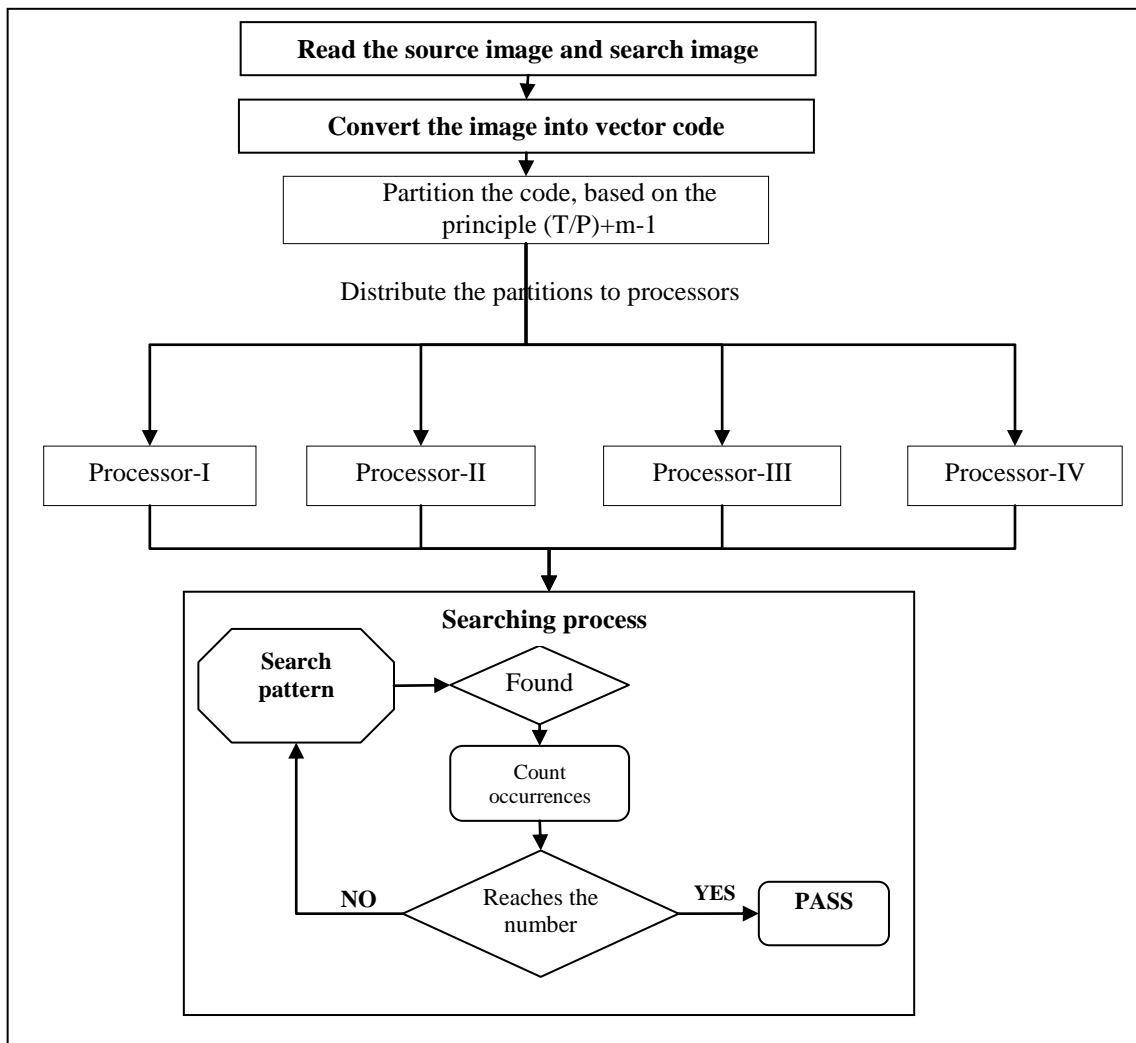 Read the source image and search image
Convert the image into vector code
Partition the code, based on the
principle (T/P)+m-1
Distribute the partitions to processors
Processor-I
Processor-II
Processor-III
Processor-IV
Searching process
Search
pattern
Found
Count
occurrences
Reaches the
number
NO
YES
PASS